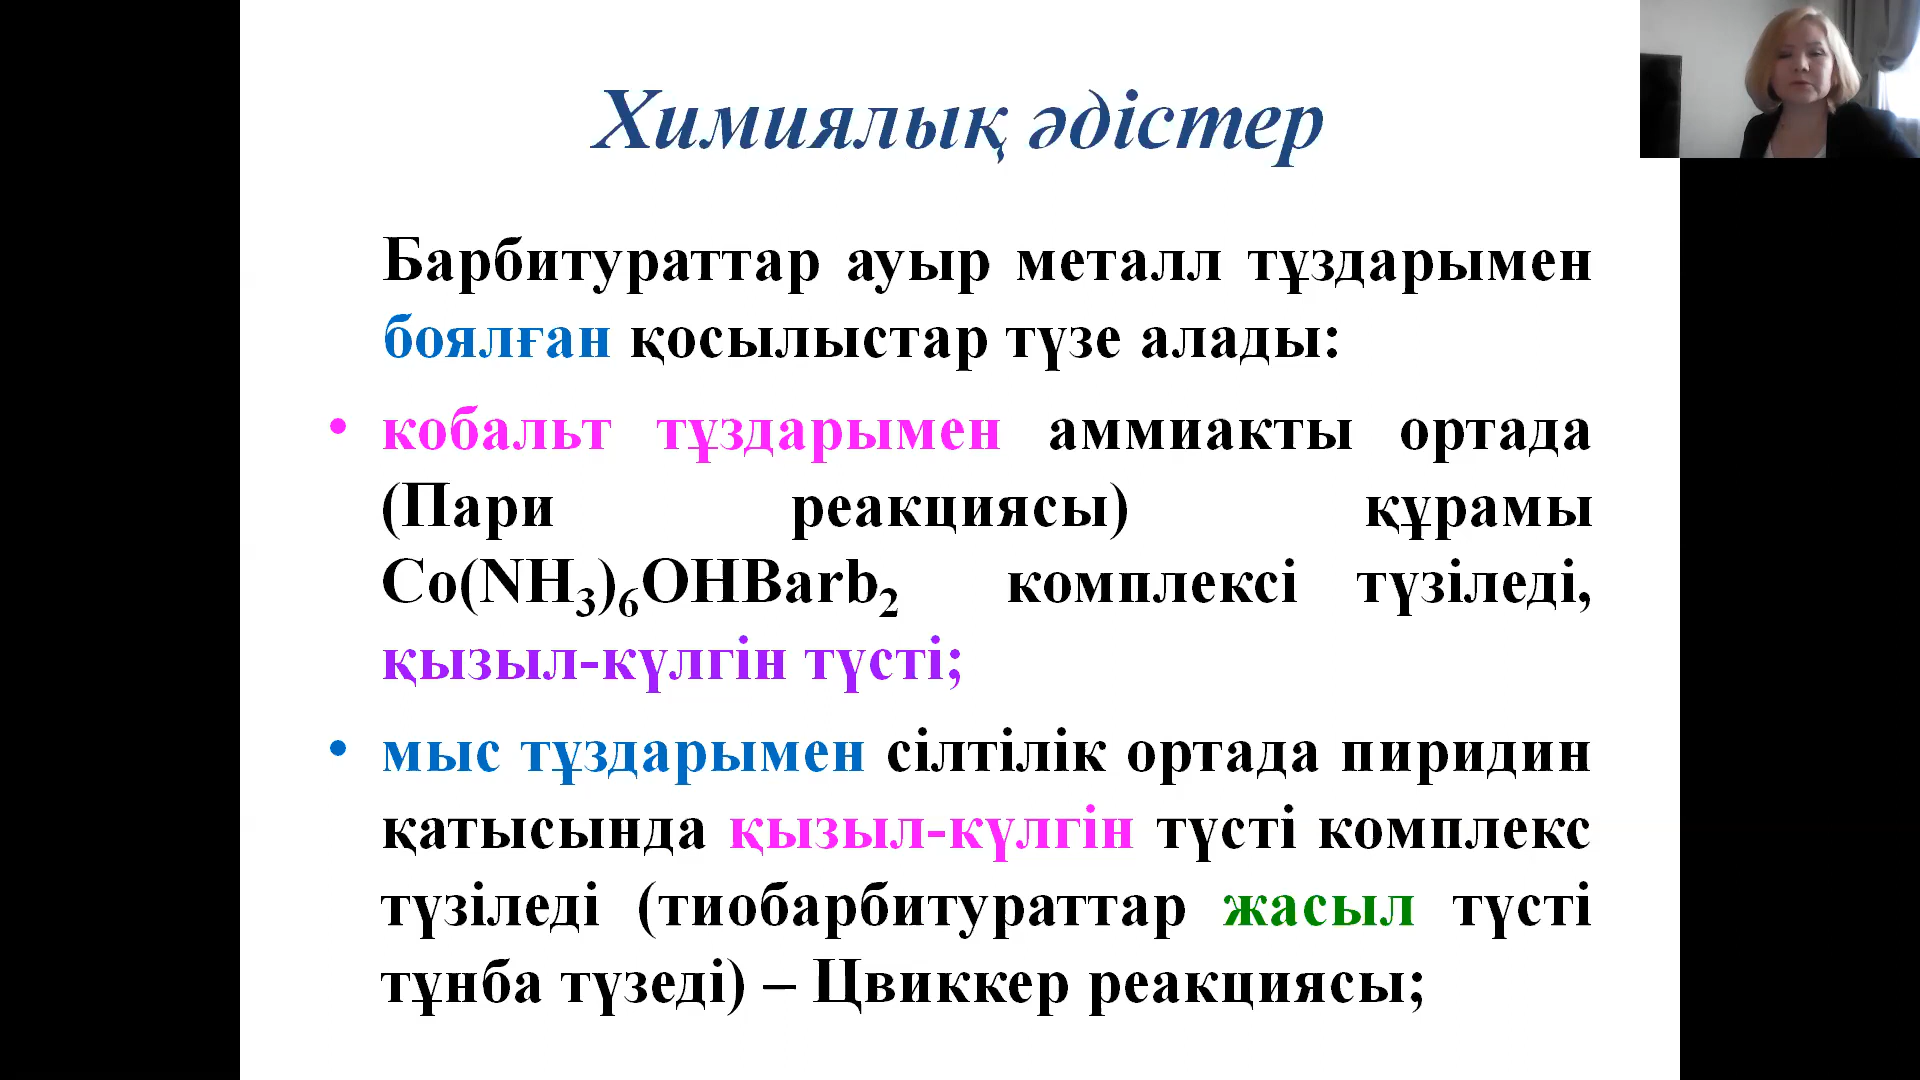 Химиялық әдістер
Барбитураттар ауыр металл тұздарымен
боялған қосылыстар түзе алады:
• кобальт тұздарымен аммиакты ортада
(Пари реакциясы) құрамы
Co(NH₃)₆OHBarb₂ комплексі түзіледі,
қызыл-күлгін түсті;
• мыс тұздарымен сілтілік ортада пиридин
қатысында қызыл-күлгін түсті комплекс
түзіледі (тиобарбитураттар жасыл түсті
тұнба түзеді) – Цвиккер реакциясы;